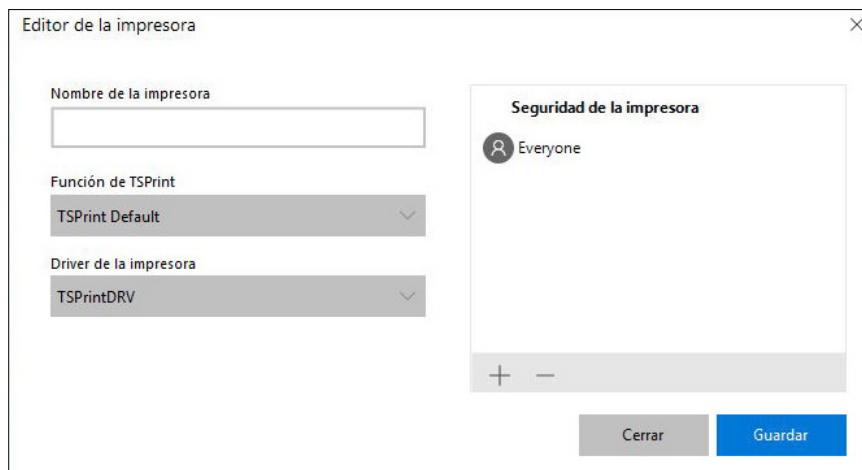 Editor de la impresora
Nombre de la impresora
Función de TSPrint
TSPrint Default
Driver de la impresora
TSPrintDRV
Seguridad de la impresora
Everyone
Cerrar
Guardar